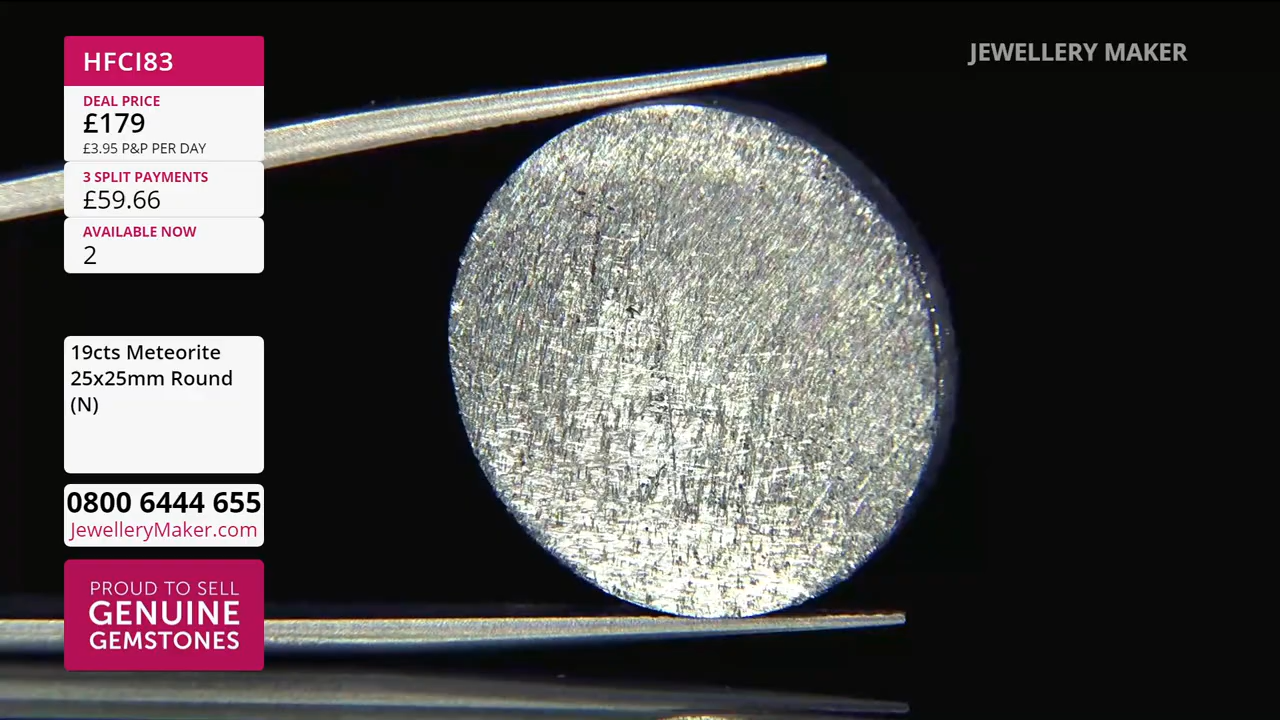 HFCI83
DEAL PRICE
£179
£3.95 P&P PER DAY
3 SPLIT PAYMENTS
£59.66
AVAILABLE NOW
2
19cts Meteorite
25x25mm Round
(N)
0800 6444 655
JewelleryMaker.com
PROUD TO SELL
GENUINE
GEMSTONES
JEWELLERY MAKER